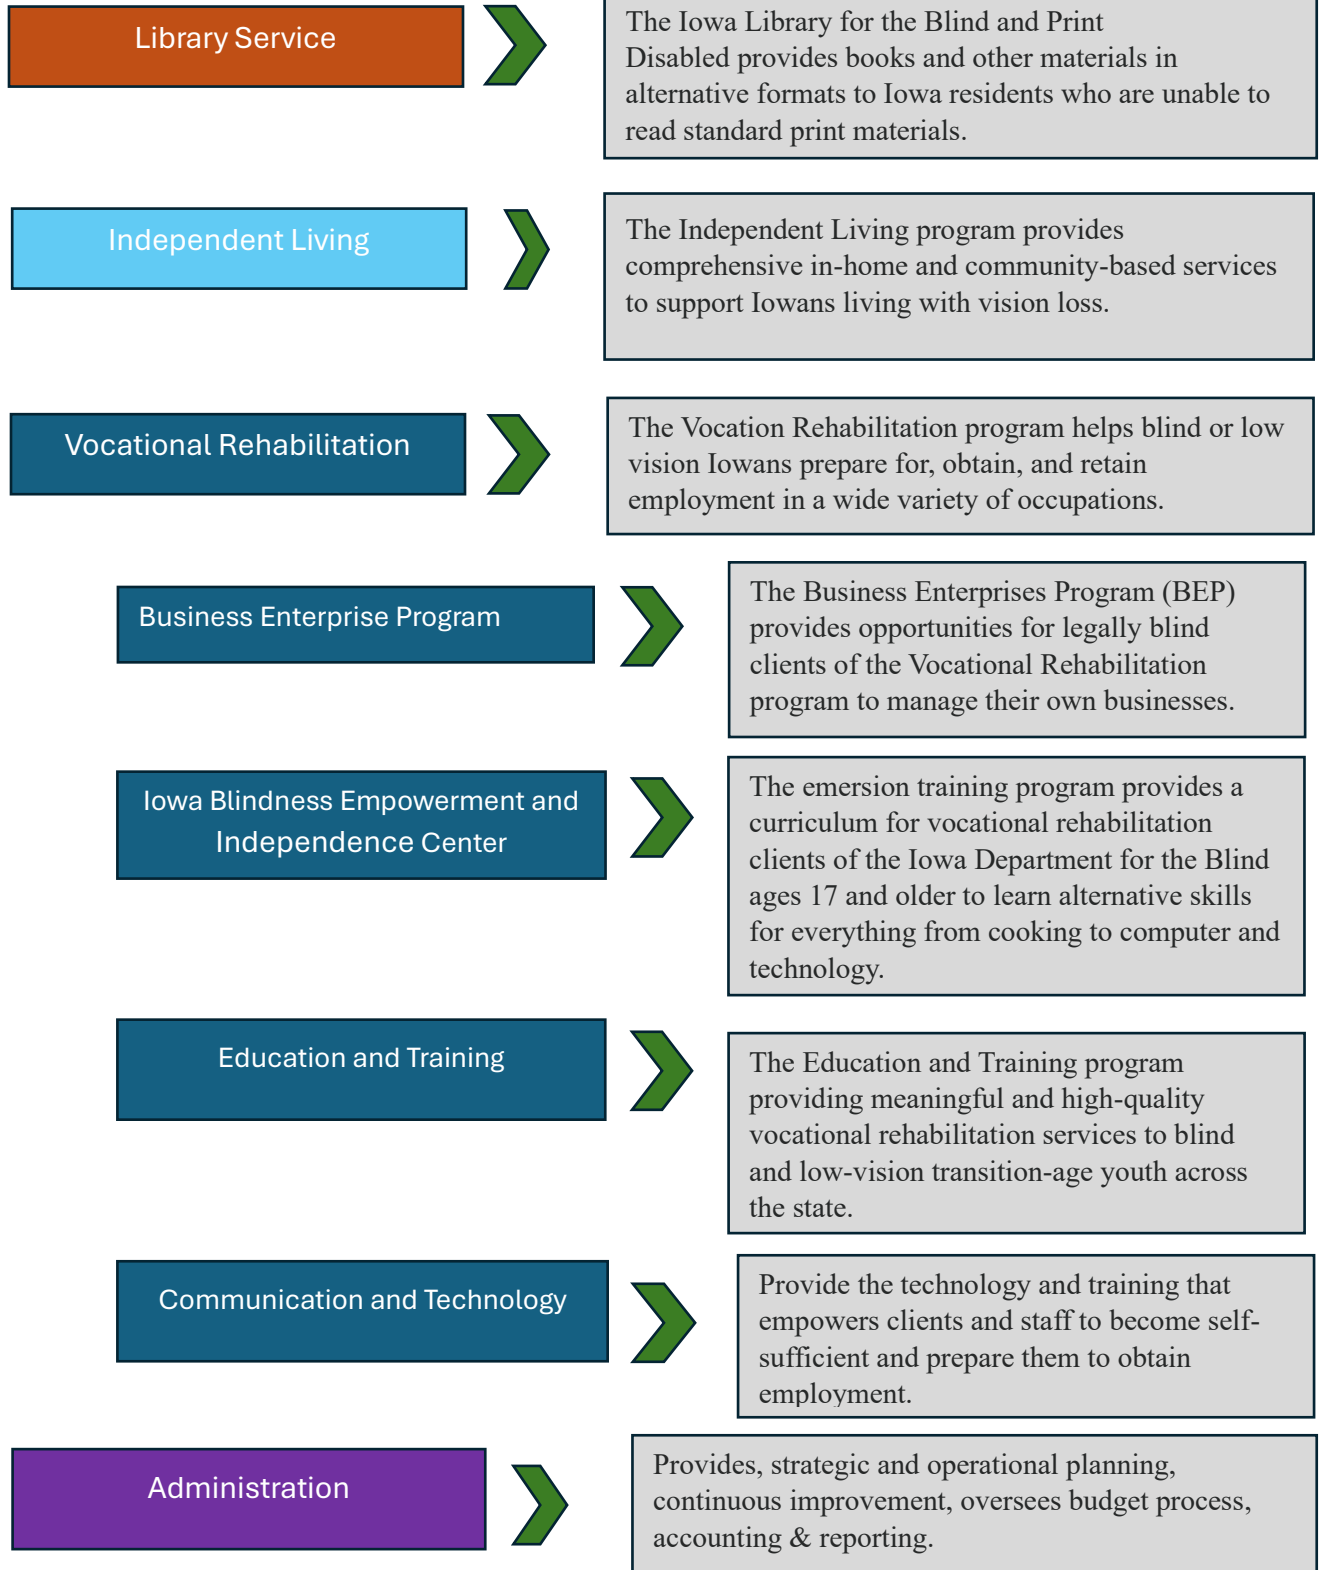 Library Service
The Iowa Library for the Blind and Print
Disabled provides books and other materials in
alternative formats to Iowa residents who are unable to
read standard print materials.
Independent Living
The Independent Living program provides
comprehensive in-home and community-based services
to support Iowans living with vision loss.
Vocational Rehabilitation
The Vocation Rehabilitation program helps blind or low
vision Iowans prepare for, obtain, and retain
employment in a wide variety of occupations.
Business Enterprise Program
The Business Enterprises Program (BEP)
provides opportunities for legally blind
clients of the Vocational Rehabilitation
program to manage their own businesses.
Iowa Blindness Empowerment and
Independence Center
The emersion training program provides a
curriculum for vocational rehabilitation
clients of the Iowa Department for the Blind
ages 17 and older to learn alternative skills
for everything from cooking to computer and
technology.
Education and Training
The Education and Training program
providing meaningful and high-quality
vocational rehabilitation services to blind
and low-vision transition-age youth across
the state.
Communication and Technology
Provide the technology and training that
empowers clients and staff to become self-
sufficient and prepare them to obtain
employment.
Administration
Provides, strategic and operational planning,
continuous improvement, oversees budget process,
accounting & reporting.